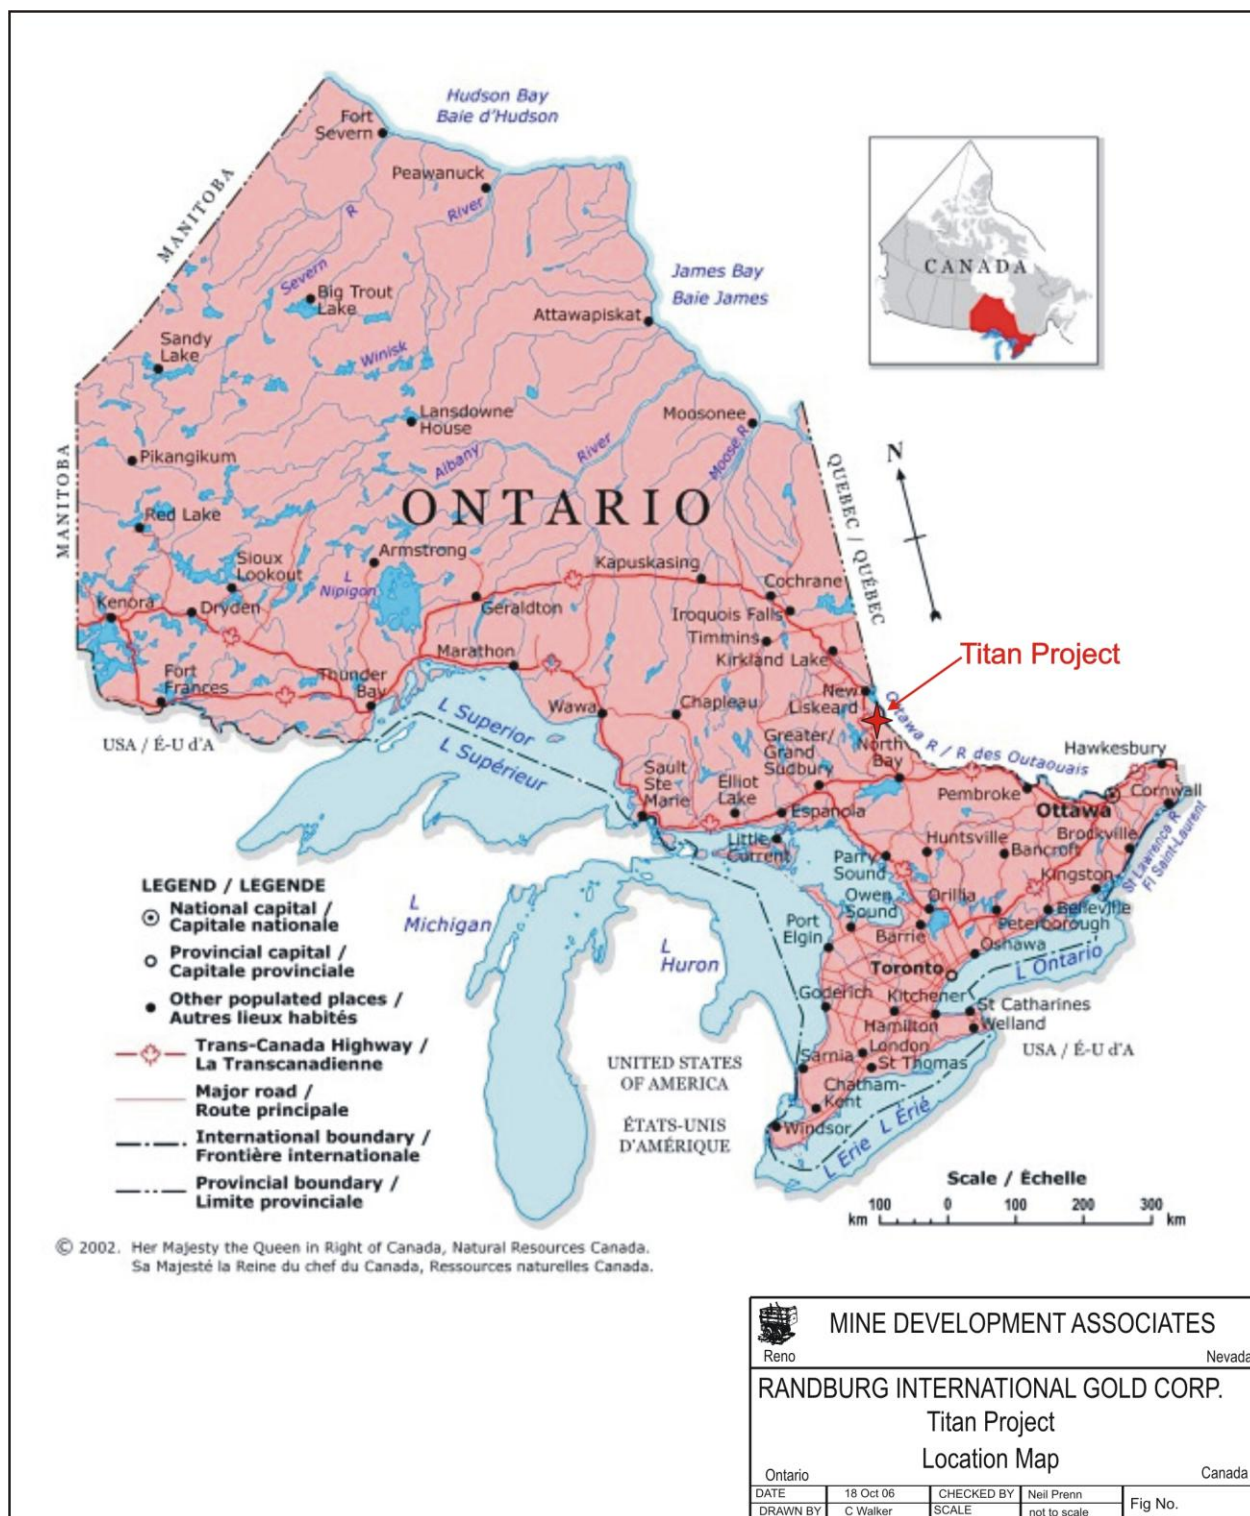 Hudson Bay
Baie d'Hudson
Fort
Severn
Peawanuck
River
MANITOBA
R
Severn
Big Trout
Lake
James Bay
Baie James
Attawapiskat
CANADA
Sandy
Lake
Winisk
Lansdowne
House
Moosonee
Moose R
MANITOBA
Pikangikum
Albany
River
QUEBEC / QUÉBEC
N
ONTARIO
Red Lake
Sioux
Lookout
Armstrong
L
Nipigon
Kapuskasing
Cochrane
Kenora
Dryden
Geraldton
Iroquois Falls
Timmins
Kirkland Lake
Titan Project
Marathon
Fort
Frances
Thunder
Bay
New
Liskeard
Wawa
Chapleau
Ottawa R / R des Outaouais
USA / É-U d'A
L Superior
L Supérieur
Greater/
Grand
Sudbury
North
Bay
Hawkesbury
Sault
Ste
Marie
Elliot
Lake
Espanola
Pembroke
Ottawa
Cornwall
Little
Current
Huntsville
Bancroft
Brockville
St Lawrence R
Fl Saint-Laurent
Parry
Sound
Kingston
Owen
Sound
Orillia
Belleville
Peterborough
L
Michigan
L
Huron
Port
Elgin
Barrie
Oshawa
Toronto
L Ontario
Goderich
Kitchener
St Catharines
Hamilton
Welland
USA / É-U d'A
UNITED STATES
OF AMERICA
ÉTATS-UNIS
D'AMÉRIQUE
Sarnia
London
St Thomas
Chatham-
Kent
Windsor
L Erie L Érié
LEGEND / LEGENDE
National capital /
Capitale nationale
Provincial capital /
Capitale provinciale
Other populated places /
Autres lieux habités
Trans-Canada Highway /
La Transcanadienne
Major road /
Route principale
International boundary /
Frontière internationale
Provincial boundary /
Limite provinciale
Scale / Échelle
100 0 100 200 300
km km
© 2002. Her Majesty the Queen in Right of Canada, Natural Resources Canada.
Sa Majesté la Reine du chef du Canada, Ressources naturelles Canada.
MINE DEVELOPMENT ASSOCIATES
Reno Nevada
RANDBURG INTERNATIONAL GOLD CORP.
Titan Project
Location Map
Ontario Canada
DATE 18 Oct 06 CHECKED BY Neil Prenn Fig No.
DRAWN BY C Walker SCALE not to scale